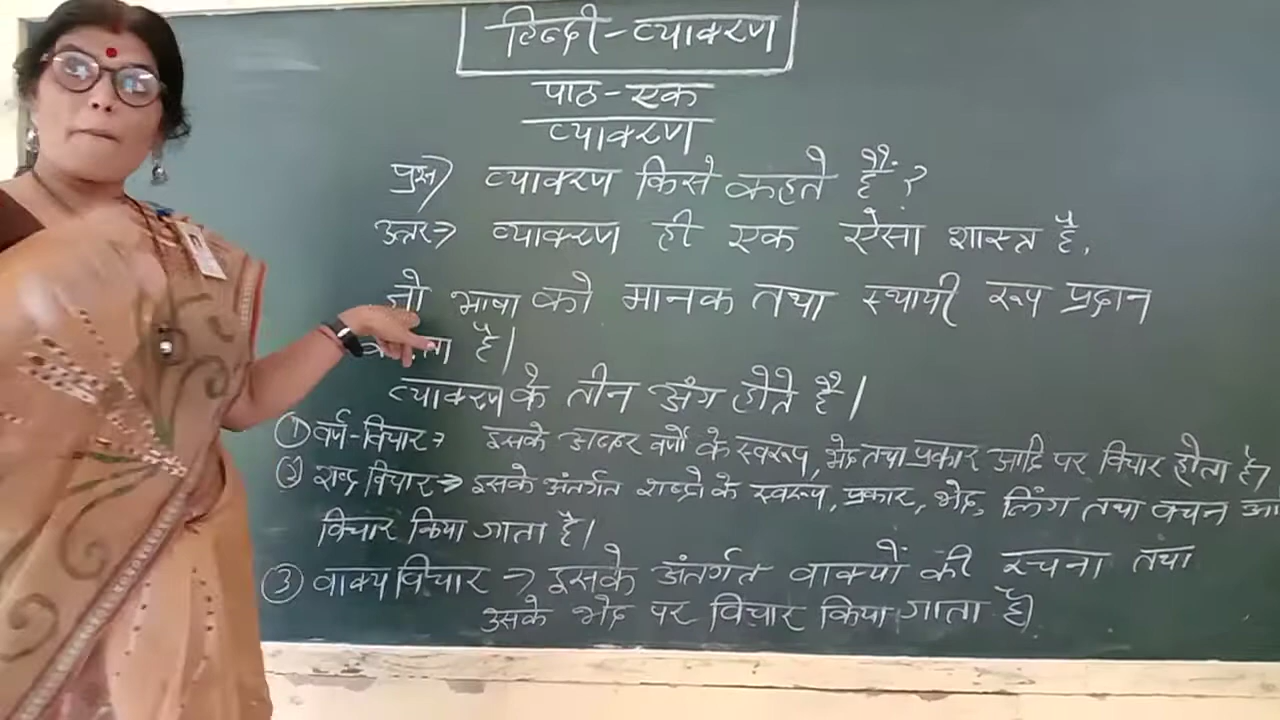 हिन्दी-व्याकरण
पाठ-एक
व्याकरण
प्रश्न) व्याकरण किसे कहते हैं?
उत्तर⇒ व्याकरण ही एक ऐसा शास्त्र है,
जो भाषा को मानक तथा स्थायी रूप प्रदान
है।
व्याकरण के तीन अंग होते है।
① वर्ण-विचार⇒ इसके अन्दर वर्णों के स्वरूप, भेद तथा प्रकार आदि पर विचार होता है।
② शब्द विचार⇒ इसके अंतर्गत शब्दों के स्वरूप, प्रकार, भेद, लिंग तथा वचन
विचार किया जाता है।
③ वाक्य विचार → इसके अंतर्गत वाक्यों की रचना तथा
उसके भेद पर विचार किया जाता है।